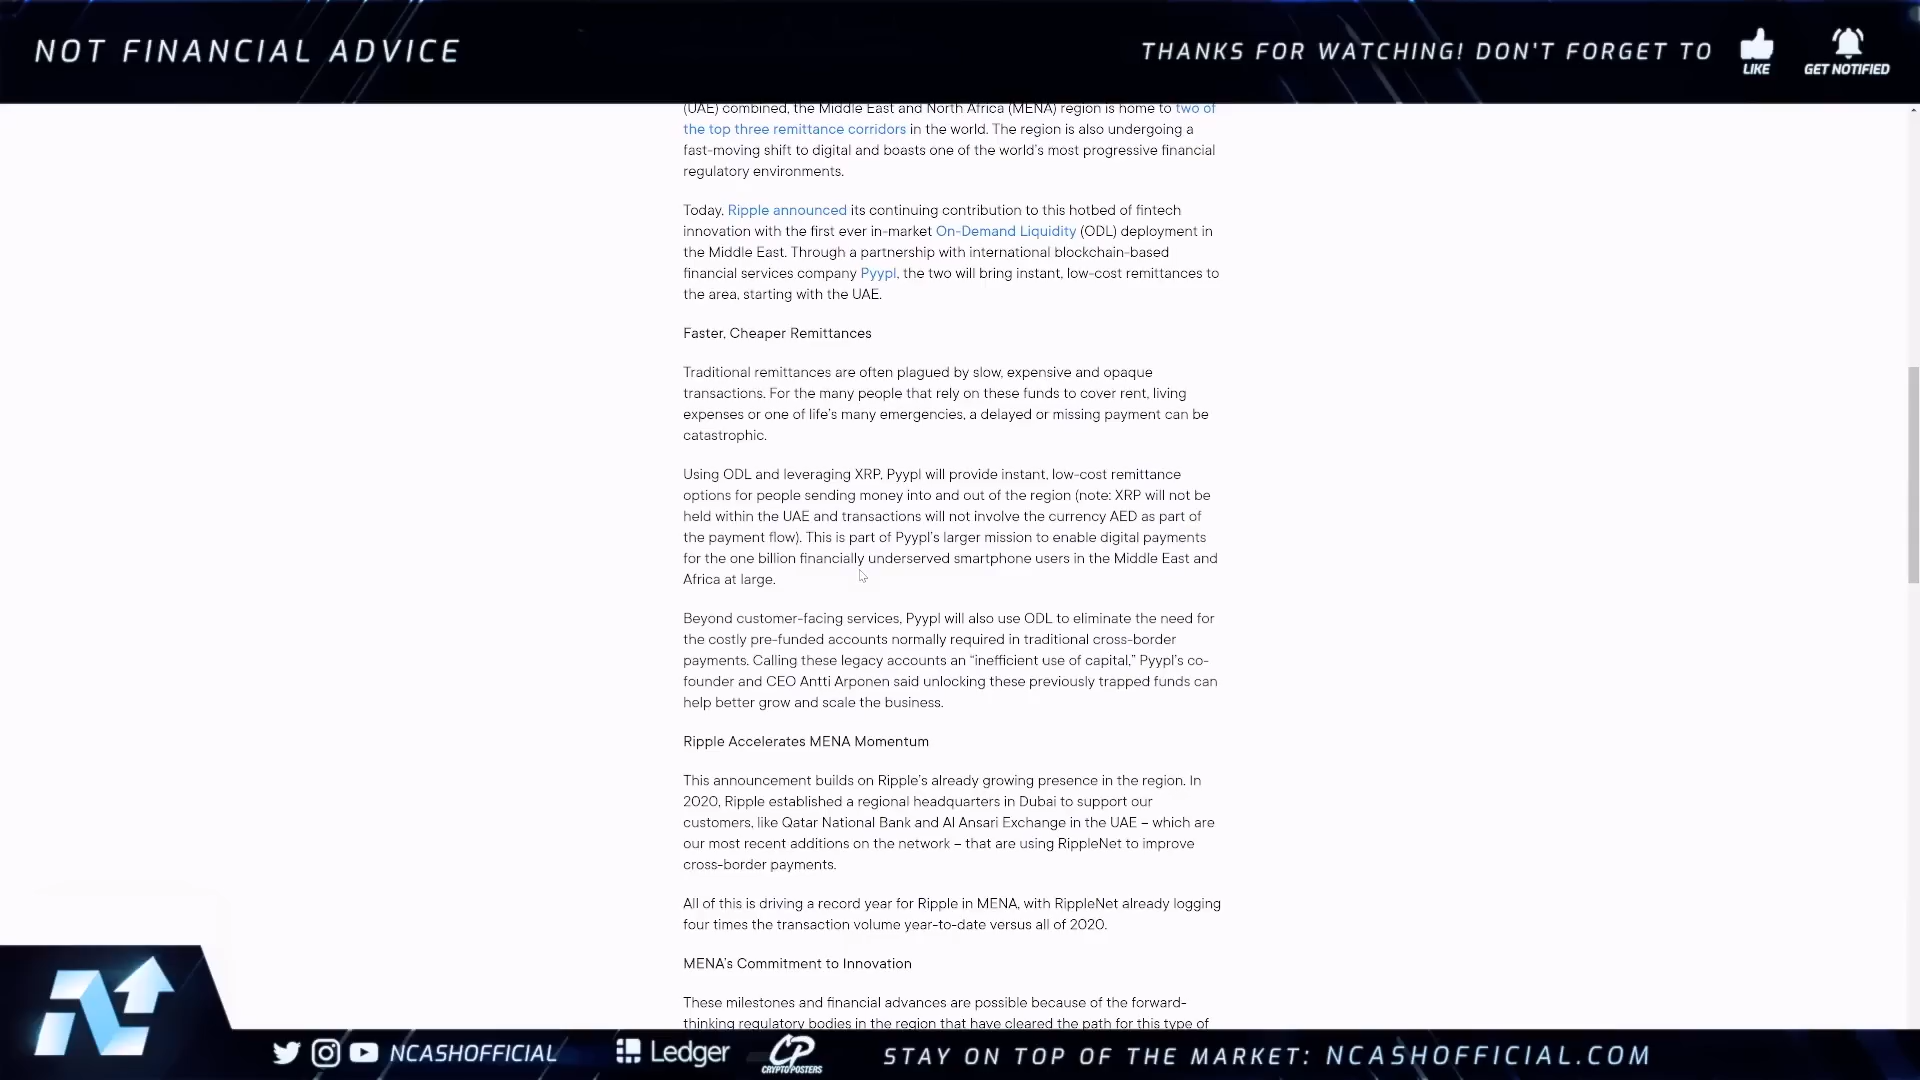 NOT FINANCIAL ADVICE
THANKS FOR WATCHING! DON'T FORGET TO
LIKE
GET NOTIFIED
(UAE) combined, the Middle East and North Africa (MENA) region is home to two of
the top three remittance corridors in the world. The region is also undergoing a
fast-moving shift to digital and boasts one of the world's most progressive financial
regulatory environments.
Today, Ripple announced its continuing contribution to this hotbed of fintech
innovation with the first ever in-market On-Demand Liquidity (ODL) deployment in
the Middle East. Through a partnership with international blockchain-based
financial services company Pyypl, the two will bring instant, low-cost remittances to
the area, starting with the UAE.
Faster, Cheaper Remittances
Traditional remittances are often plagued by slow, expensive and opaque
transactions. For the many people that rely on these funds to cover rent, living
expenses or one of life's many emergencies, a delayed or missing payment can be
catastrophic.
Using ODL and leveraging XRP, Pyypl will provide instant, low-cost remittance
options for people sending money into and out of the region (note: XRP will not be
held within the UAE and transactions will not involve the currency AED as part of
the payment flow). This is part of Pyypl's larger mission to enable digital payments
for the one billion financially underserved smartphone users in the Middle East and
Africa at large.
Beyond customer-facing services, Pyypl will also use ODL to eliminate the need for
the costly pre-funded accounts normally required in traditional cross-border
payments. Calling these legacy accounts an “inefficient use of capital,” Pyypl's co-
founder and CEO Antti Arponen said unlocking these previously trapped funds can
help better grow and scale the business.
Ripple Accelerates MENA Momentum
This announcement builds on Ripple's already growing presence in the region. In
2020, Ripple established a regional headquarters in Dubai to support our
customers, like Qatar National Bank and Al Ansari Exchange in the UAE – which are
our most recent additions on the network – that are using RippleNet to improve
cross-border payments.
All of this is driving a record year for Ripple in MENA, with RippleNet already logging
four times the transaction volume year-to-date versus all of 2020.
MENA's Commitment to Innovation
These milestones and financial advances are possible because of the forward-
thinking regulatory bodies in the region that have cleared the path for this type of
NCASHOFFICIAL
Ledger
CP
CRYPTOPOSTERS
STAY ON TOP OF THE MARKET: NCASHOFFICIAL.COM